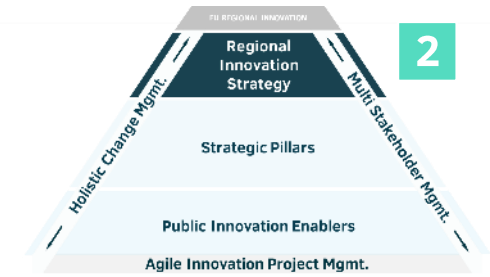 EU REGIONAL INNOVATION
2
Regional
Innovation
Strategy
Holistic Change Mgmt.
Multi Stakeholder Mgmt.
Strategic Pillars
Public Innovation Enablers
Agile Innovation Project Mgmt.